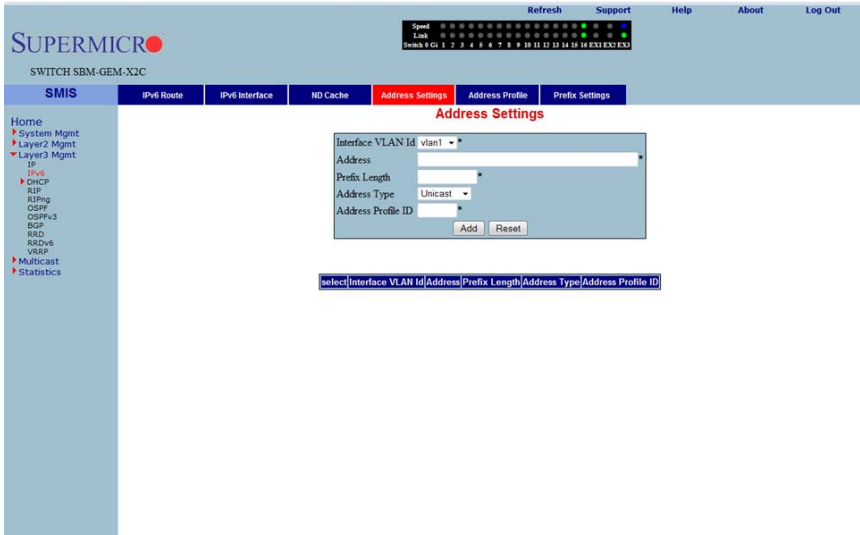 Refresh Support Help About Log Out
Speed
Link
Switch 0 Gi 1 2 3 4 5 6 7 8 9 10 11 12 13 14 15 16 EX1 EX2 EX3
SUPERMICRO
SWITCH SBM-GEM-X2C
SMIS
IPv6 Route IPv6 Interface ND Cache Address Settings Address Profile Prefix Settings
Address Settings
Home
System Mgmt
Layer2 Mgmt
Layer3 Mgmt
IP
IPv6
DHCP
RIP
RIPng
OSPF
OSPFv3
BGP
RRD
RRDv6
VRRP
Multicast
Statistics
Interface VLAN Id vlan1 *
Address *
Prefix Length *
Address Type Unicast
Address Profile ID *
Add Reset
select Interface VLAN Id Address Prefix Length Address Type Address Profile ID